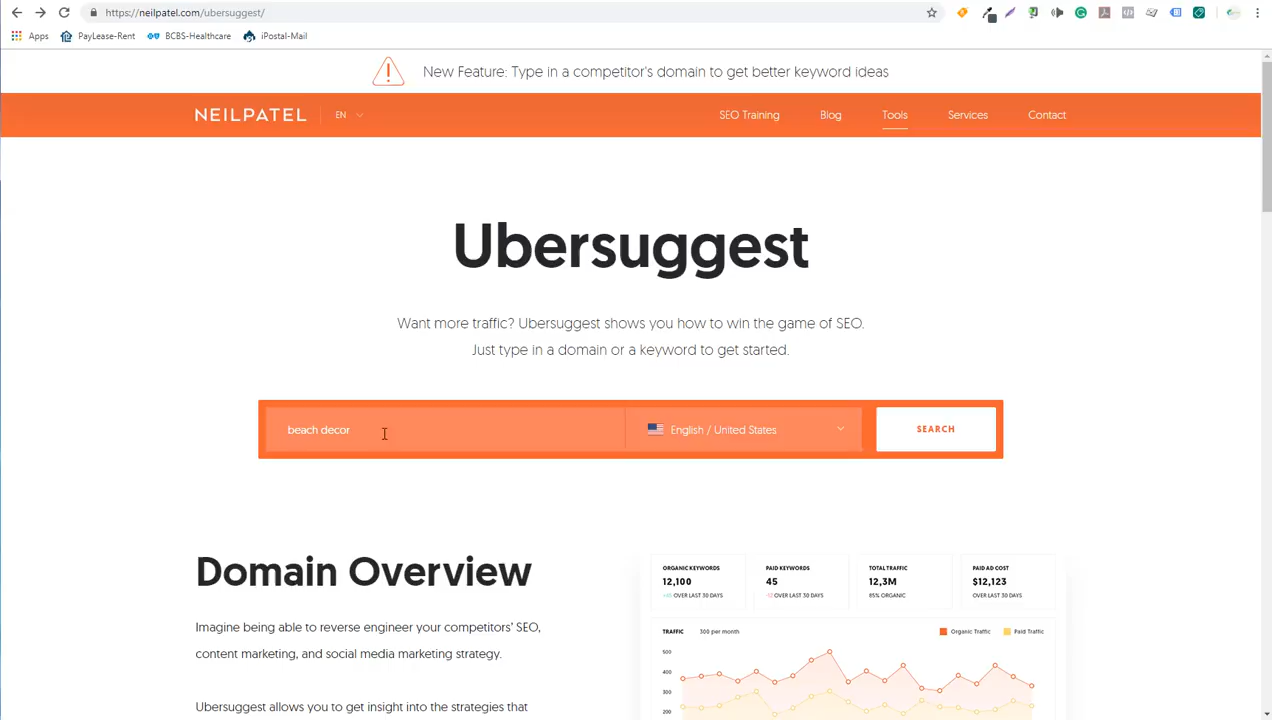 https://neilpatel.com/ubersuggest/
Apps PayLease-Rent BCBS-Healthcare iPostal-Mail
New Feature: Type in a competitor's domain to get better keyword ideas
NEILPATEL EN SEO Training Blog Tools Services Contact
Ubersuggest
Want more traffic? Ubersuggest shows you how to win the game of SEO.
Just type in a domain or a keyword to get started.
beach decor English / United States SEARCH
Domain Overview
Imagine being able to reverse engineer your competitors' SEO,
content marketing, and social media marketing strategy.
Ubersuggest allows you to get insight into the strategies that
ORGANIC KEYWORDS PAID KEYWORDS TOTAL TRAFFIC PAID AD COST
12,100 45 12,3M $12,123
OVER LAST 30 DAYS OVER LAST 30 DAYS 85% ORGANIC OVER LAST 30 DAYS
TRAFFIC 300 per month Organic Traffic Paid Traffic
500
400
300
200